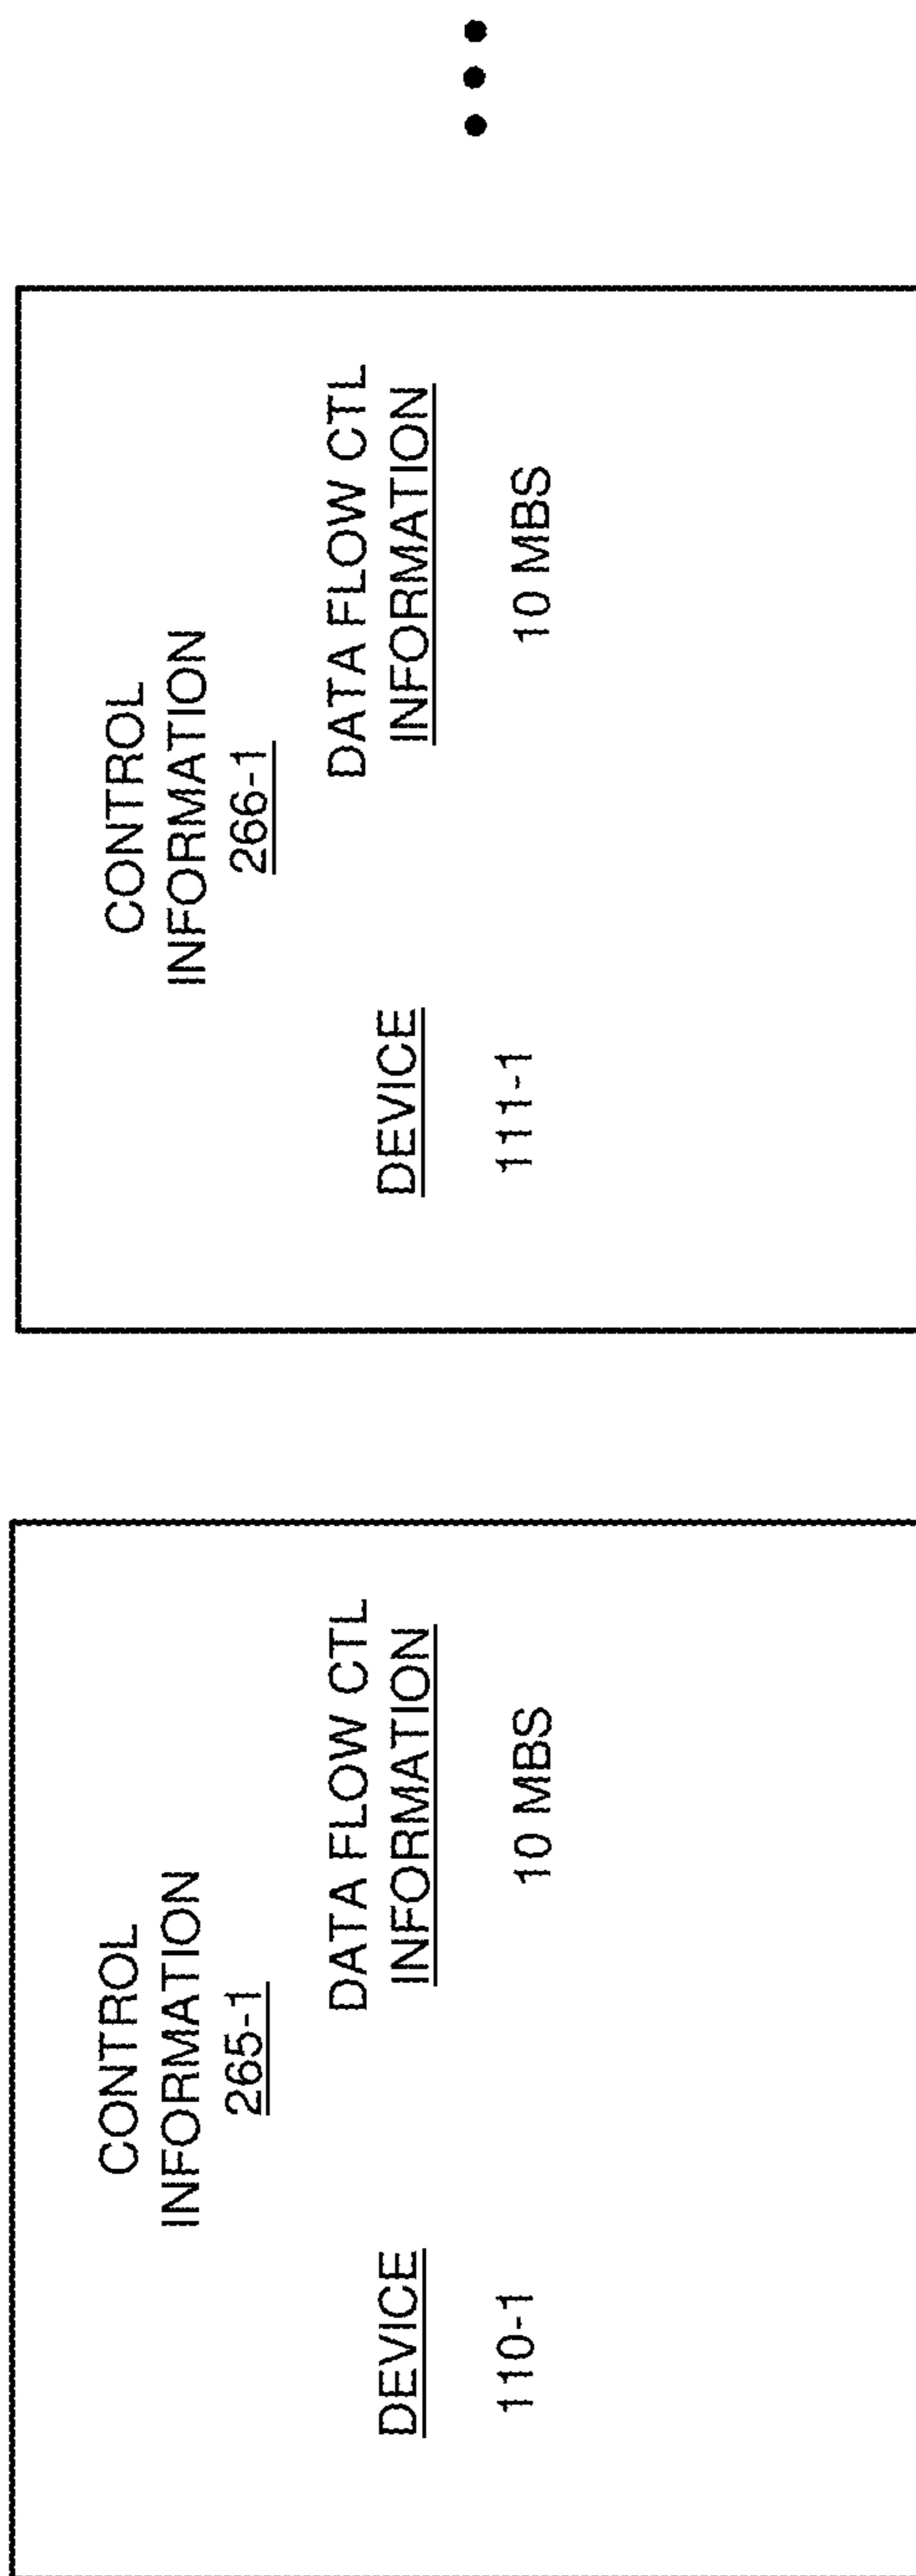 CONTROL
INFORMATION
265-1
DEVICE
DATA FLOW CTL
INFORMATION
110-1
10 MBS
CONTROL
INFORMATION
266-1
DEVICE
DATA FLOW CTL
INFORMATION
111-1
10 MBS